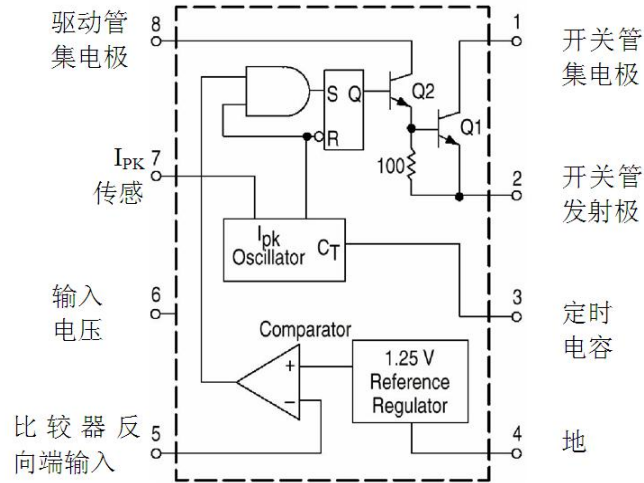 驱动管
集电极
8
1
开关管
集电极
S Q
Q2
Q1
R
100
I_PK
传感
7
2
开关管
发射极
Ipk
Oscillator
CT
输入
电压
6
3
定时
电容
Comparator
+
−
1.25 V
Reference
Regulator
比较器反
向端输入
5
4
地